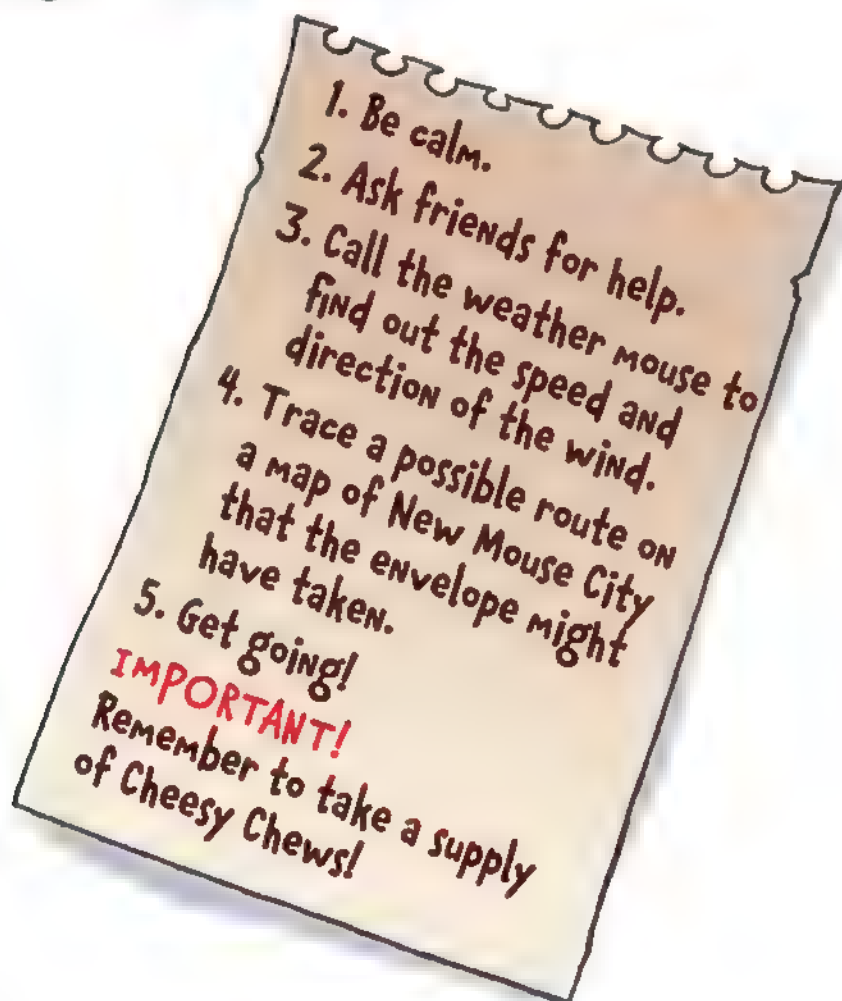 1. Be calm.
2. Ask friends for help.
3. Call the weather mouse to
find out the speed and
direction of the wind.
4. Trace a possible route on
a map of New Mouse City
that the envelope might
have taken.
5. Get going!
IMPORTANT!
Remember to take a supply
of Cheesy Chews!